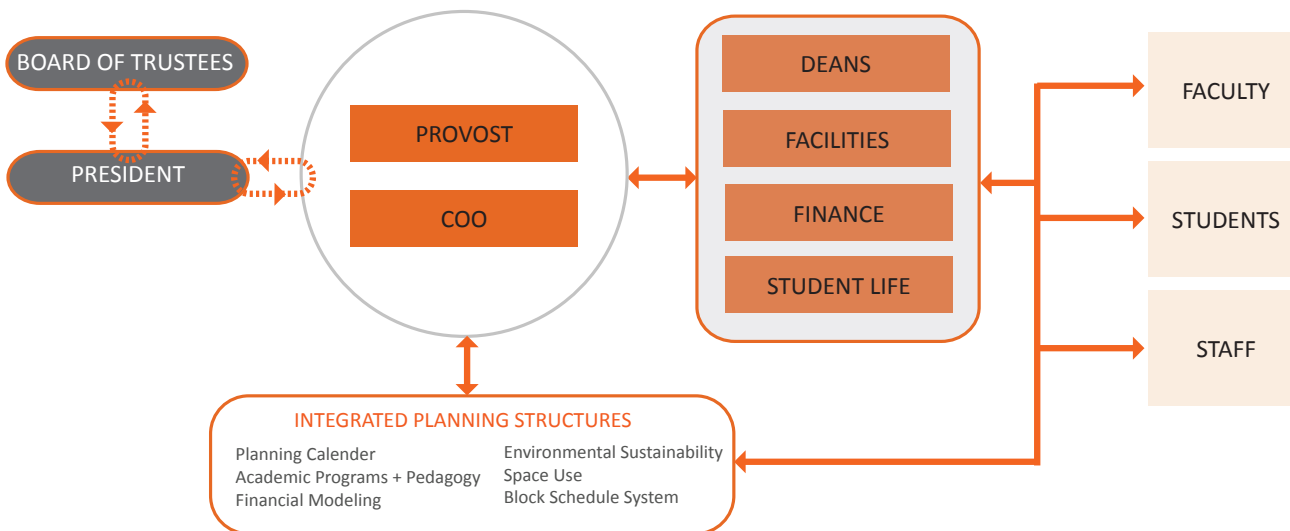 BOARD OF TRUSTEES
PRESIDENT
PROVOST
COO
DEANS
FACILITIES
FINANCE
STUDENT LIFE
FACULTY
STUDENTS
STAFF
INTEGRATED PLANNING STRUCTURES
Planning Calender
Academic Programs + Pedagogy
Financial Modeling
Environmental Sustainability
Space Use
Block Schedule System